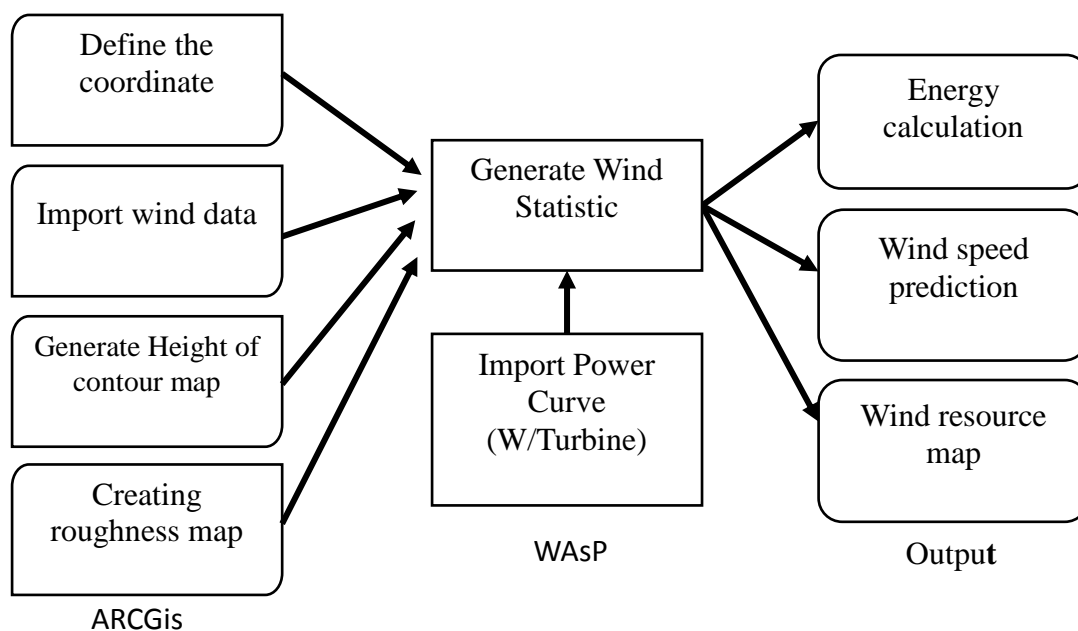 Define the
coordinate
Import wind data
Generate Height of
contour map
Creating
roughness map
ARCGis
Generate Wind
Statistic
Import Power
Curve
(W/Turbine)
WAsP
Energy
calculation
Wind speed
prediction
Wind resource
map
Output